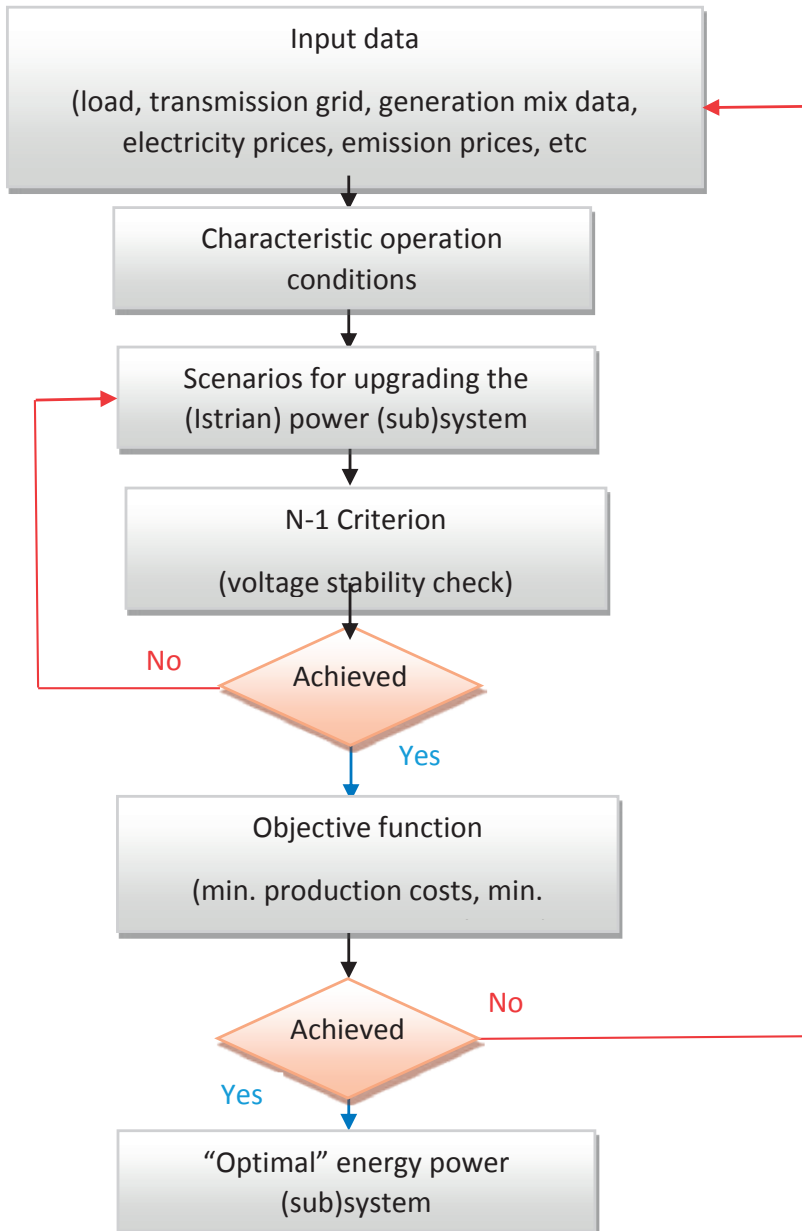 Input data
(load, transmission grid, generation mix data,
electricity prices, emission prices, etc
Characteristic operation
conditions
Scenarios for upgrading the
(Istrian) power (sub)system
N-1 Criterion
(voltage stability check)
Achieved
No
Yes
Objective function
(min. production costs, min.
Achieved
No
Yes
“Optimal” energy power
(sub)system